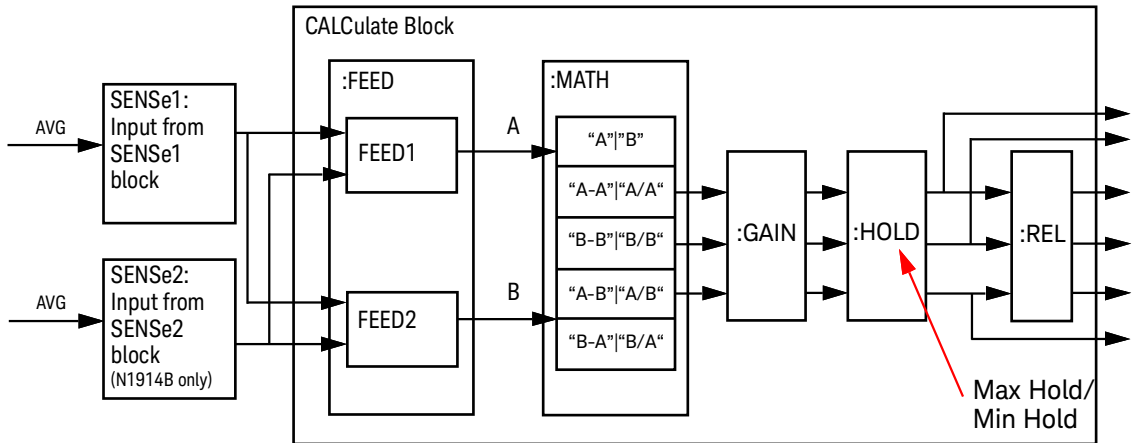 CALCulate Block
AVG
SENSe1:
Input from
SENSe1
block
AVG
SENSe2:
Input from
SENSe2
block
(N1914B only)
:FEED
FEED1
FEED2
A
B
:MATH
“A”|”B”
“A-A”|“A/A“
“B-B”|“B/B“
“A-B”|“A/B“
“B-A”|“B/A“
:GAIN
:HOLD
:REL
Max Hold/
Min Hold